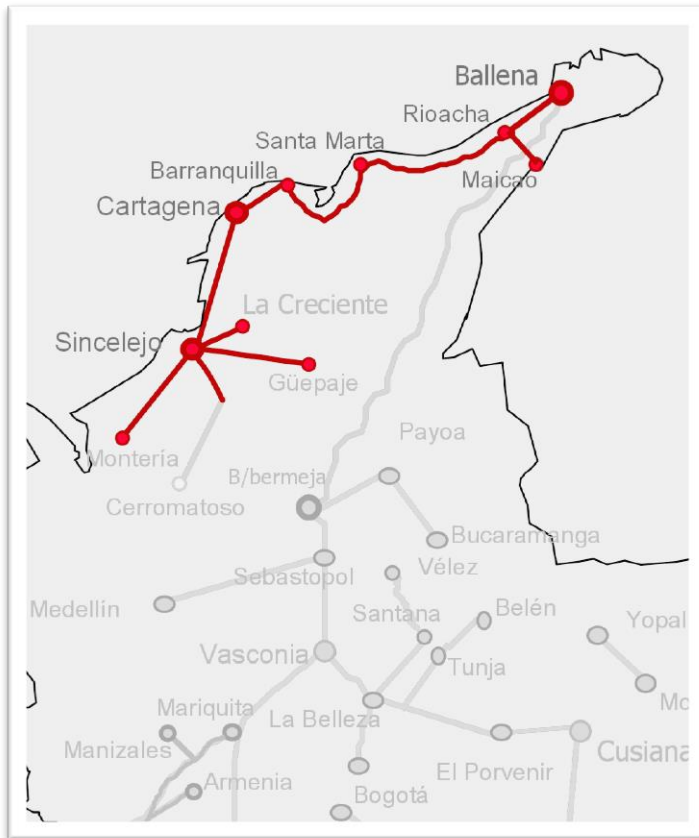 Ballena
Rioacha
Santa Marta
Barranquilla
Maicao
Cartagena
La Creciente
Sincelejo
Güepaje
Payoa
Montería
B/bermeja
Cerromatoso
Bucaramanga
Sebastopol
Vélez
Medellín
Santana
Belén
Yopal
Vasconia
Tunja
Mariquita
La Belleza
Mo
Manizales
Cusiana
El Porvenir
Armenia
Bogotá